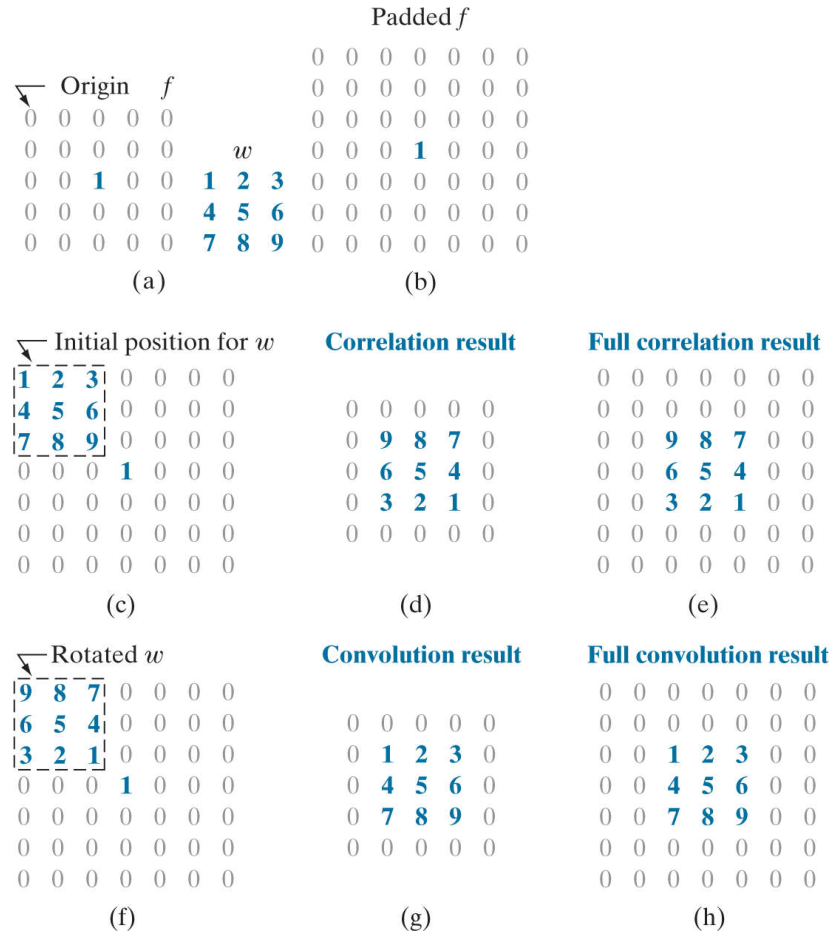 Padded f
0 0 0 0 0 0 0
0 0 0 0 0 0 0
0 0 0 0 0 0 0
0 0 0 1 0 0 0
0 0 0 0 0 0 0
0 0 0 0 0 0 0
0 0 0 0 0 0 0
Origin f
0 0 0 0 0
0 0 0 0 0
0 0 1 0 0
0 0 0 0 0
0 0 0 0 0
w
1 2 3
4 5 6
7 8 9
(a)
(b)
Initial position for w
1 2 3 0 0 0 0
4 5 6 0 0 0 0
7 8 9 0 0 0 0
0 0 0 1 0 0 0
0 0 0 0 0 0 0
0 0 0 0 0 0 0
0 0 0 0 0 0 0
(c)
Correlation result
0 0 0 0 0
0 9 8 7 0
0 6 5 4 0
0 3 2 1 0
0 0 0 0 0
(d)
Full correlation result
0 0 0 0 0 0 0
0 0 0 0 0 0 0
0 0 9 8 7 0 0
0 0 6 5 4 0 0
0 0 3 2 1 0 0
0 0 0 0 0 0 0
0 0 0 0 0 0 0
(e)
Rotated w
9 8 7 0 0 0 0
6 5 4 0 0 0 0
3 2 1 0 0 0 0
0 0 0 1 0 0 0
0 0 0 0 0 0 0
0 0 0 0 0 0 0
0 0 0 0 0 0 0
(f)
Convolution result
0 0 0 0 0
0 1 2 3 0
0 4 5 6 0
0 7 8 9 0
0 0 0 0 0
(g)
Full convolution result
0 0 0 0 0 0 0
0 0 0 0 0 0 0
0 0 1 2 3 0 0
0 0 4 5 6 0 0
0 0 7 8 9 0 0
0 0 0 0 0 0 0
0 0 0 0 0 0 0
(h)